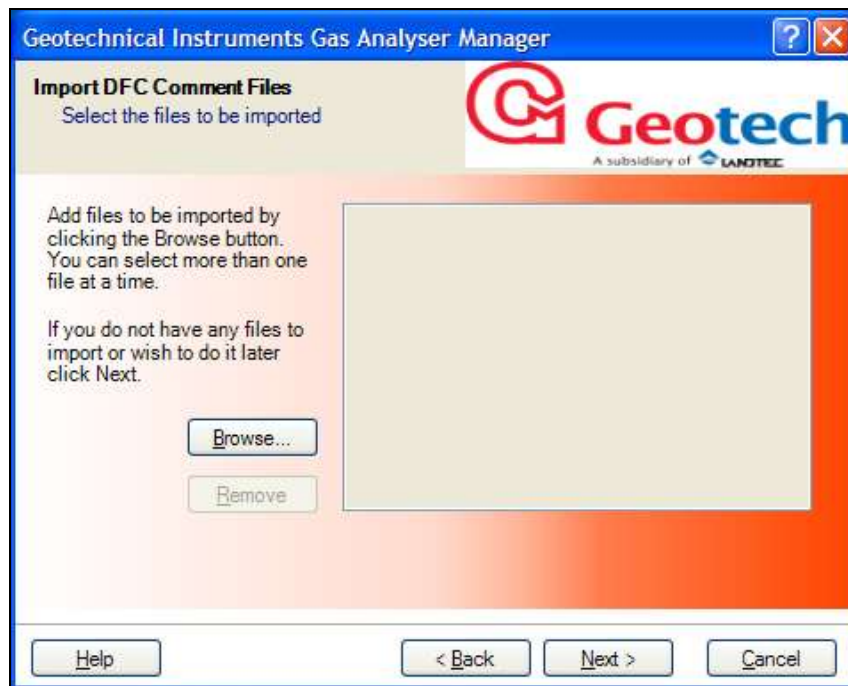 Geotechnical Instruments Gas Analyser Manager
Import DFC Comment Files
Select the files to be imported
Geotech
A subsidiary of LANDTEC
Add files to be imported by
clicking the Browse button.
You can select more than one
file at a time.
If you do not have any files to
import or wish to do it later
click Next.
Browse...
Remove
Help
< Back
Next >
Cancel